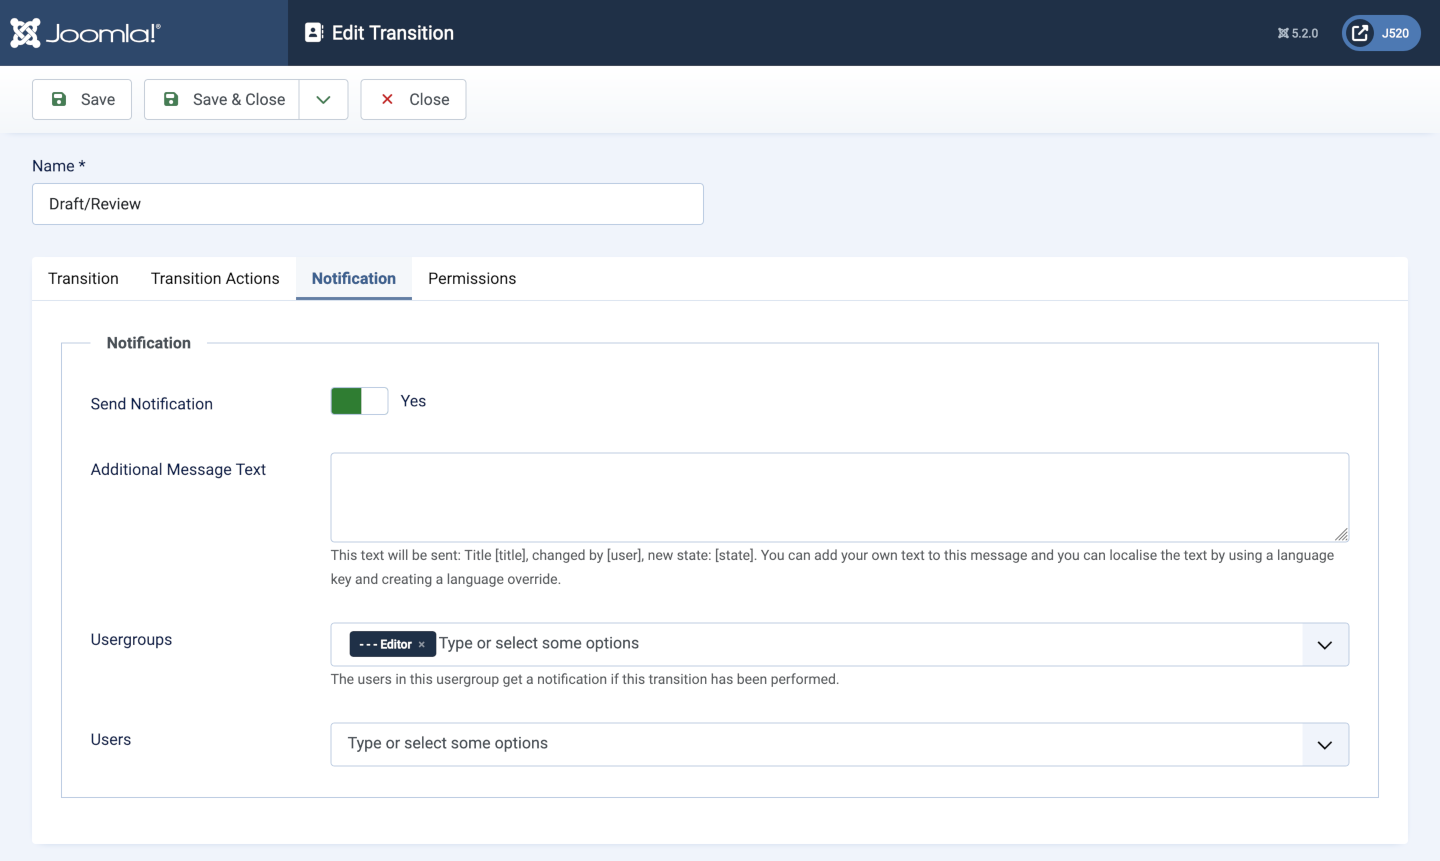 Joomla!®
Edit Transition
5.2.0
J520
Save
Save & Close
Close
Name *
Draft/Review
Transition
Transition Actions
Notification
Permissions
Notification
Send Notification
Yes
Additional Message Text
This text will be sent: Title [title], changed by [user], new state: [state]. You can add your own text to this message and you can localise the text by using a language
key and creating a language override.
Usergroups
- - - Editor ×
Type or select some options
The users in this usergroup get a notification if this transition has been performed.
Users
Type or select some options